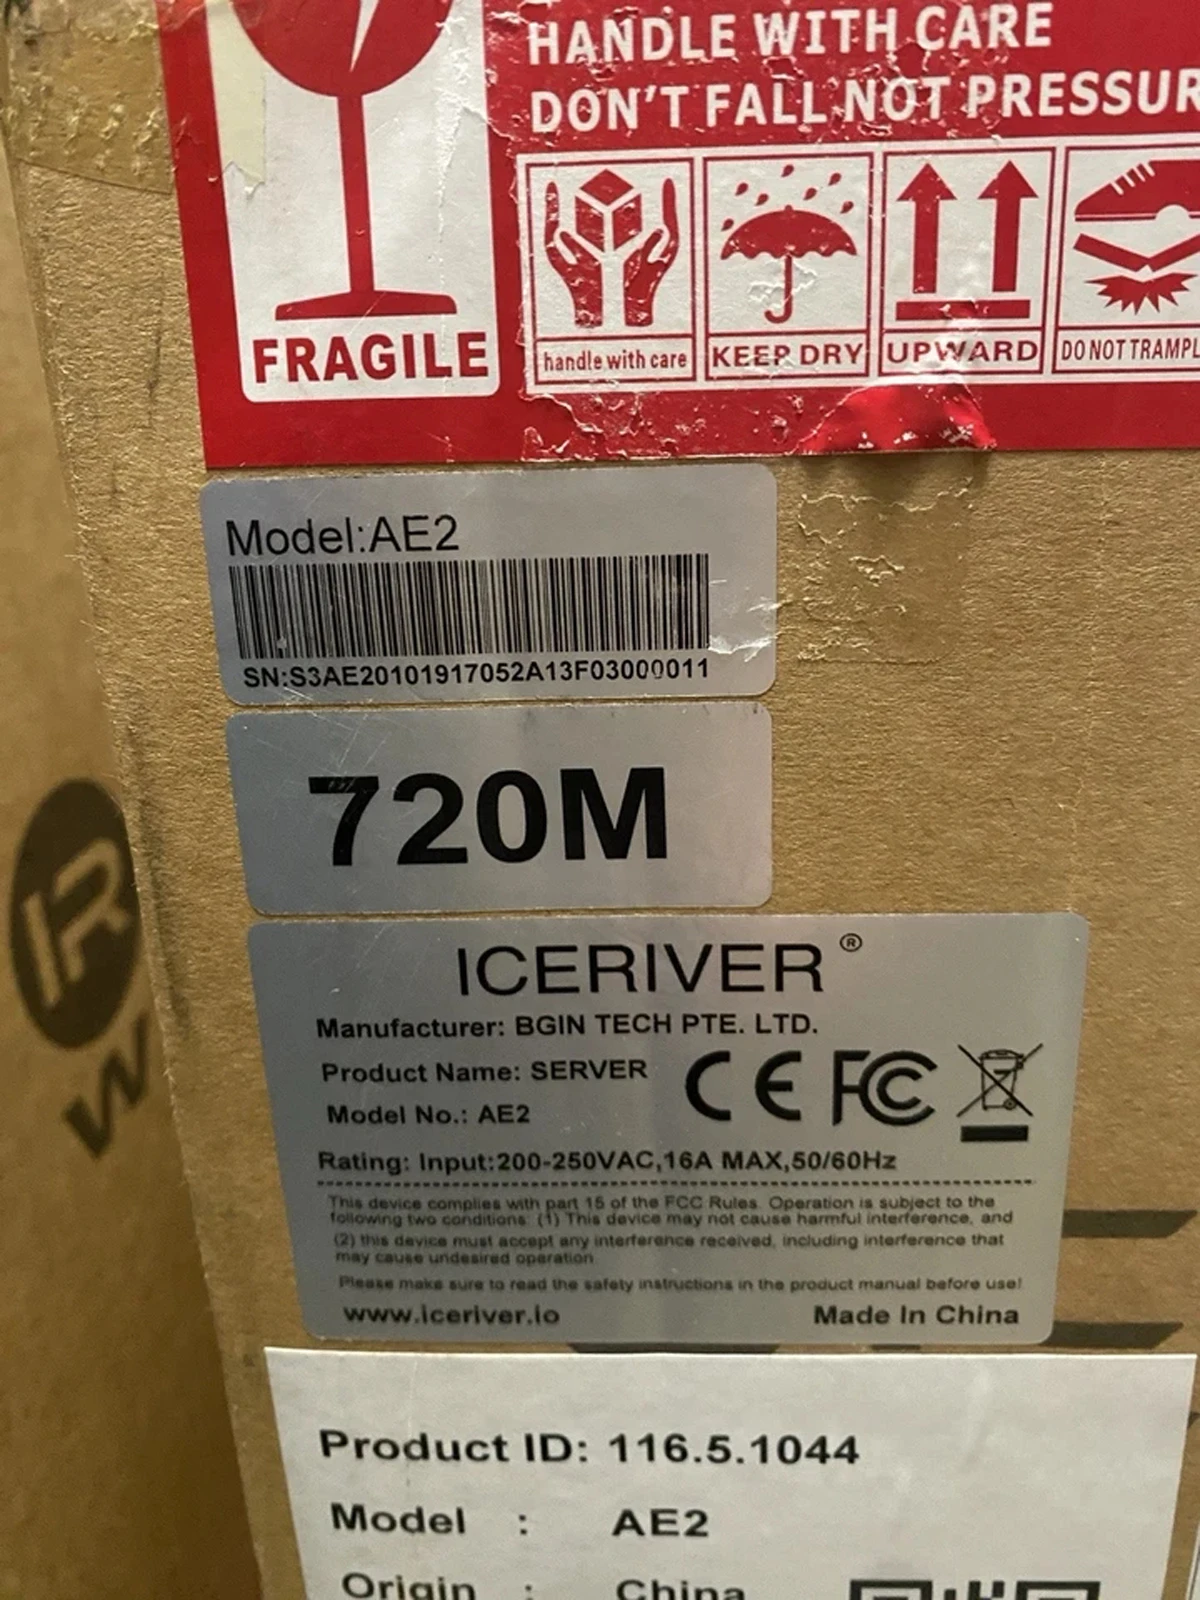 HANDLE WITH CARE
DON'T FALL NOT PRESSUR
FRAGILE
handle with care
KEEP DRY
UPWARD
DO NOT TRAMPL
Model:AE2
SN:S3AE20101917052A13F03000011
720M
IR
W
ICERIVER®
Manufacturer: BGIN TECH PTE. LTD.
Product Name: SERVER
Model No.: AE2
CE FC
Rating: Input:200-250VAC,16A MAX,50/60Hz
This device complies with part 15 of the FCC Rules. Operation is subject to the
following two conditions: (1) This device may not cause harmful interference, and
(2) this device must accept any interference received, including interference that
may cause undesired operation.
Please make sure to read the safety instructions in the product manual before use!
www.iceriver.io Made In China
Product ID: 116.5.1044
Model : AE2
Origin : China